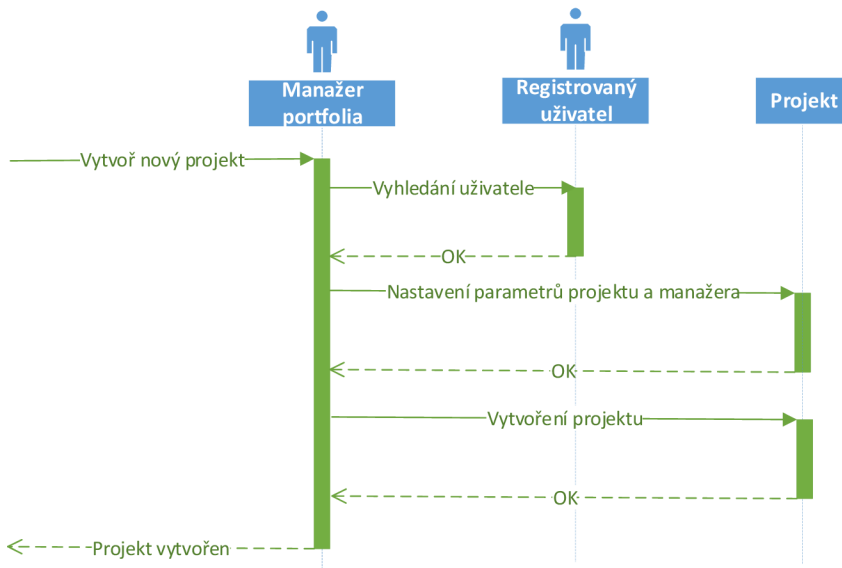 Manažer
portfolia
Registrovaný
uživatel
Projekt
Vytvoř nový projekt
Vyhledání uživatele
OK
Nastavení parametrů projektu a manažera
OK
Vytvoření projektu
OK
Projekt vytvořen